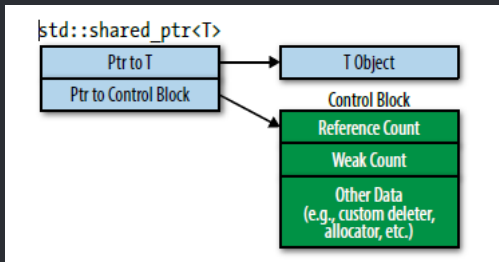 std::shared_ptr<T>
Ptr to T
T Object
Ptr to Control Block
Control Block
Reference Count
Weak Count
Other Data
(e.g., custom deleter,
allocator, etc.)